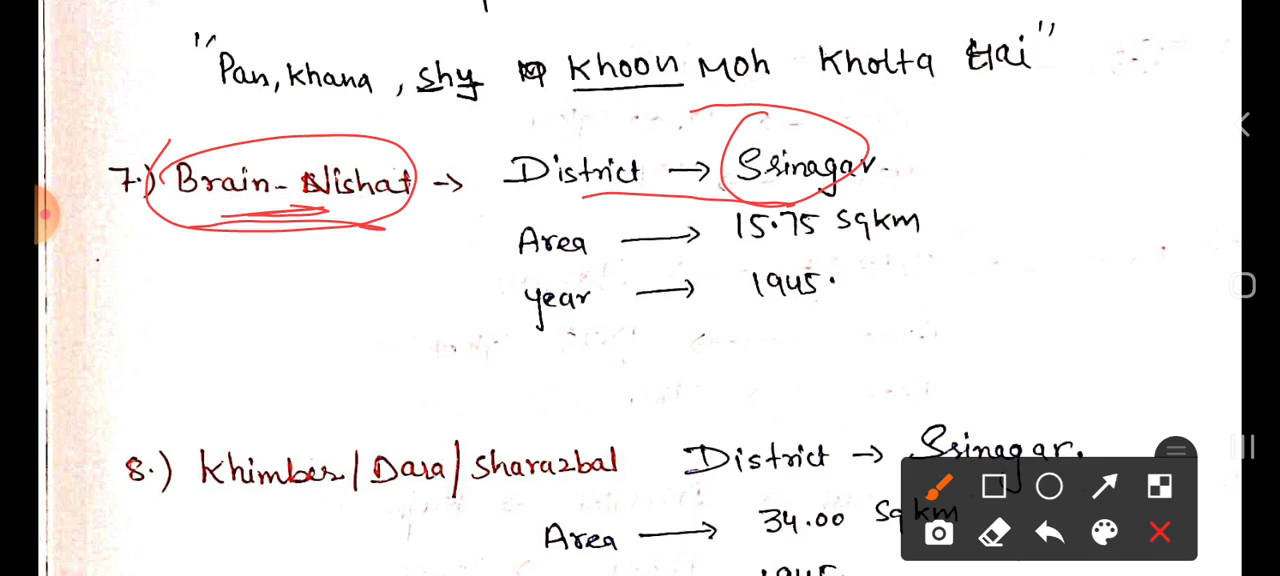 "Pan, khana, shy khoon Moh Kholta Hai"
7.) Brain-Nishat → District → Srinagar.
Area → 15.75 Sqkm
year → 1945.
8.) Khimber/Dara/Sharazbal District → Srinagar.
Area → 34.00 Sqkm
1945